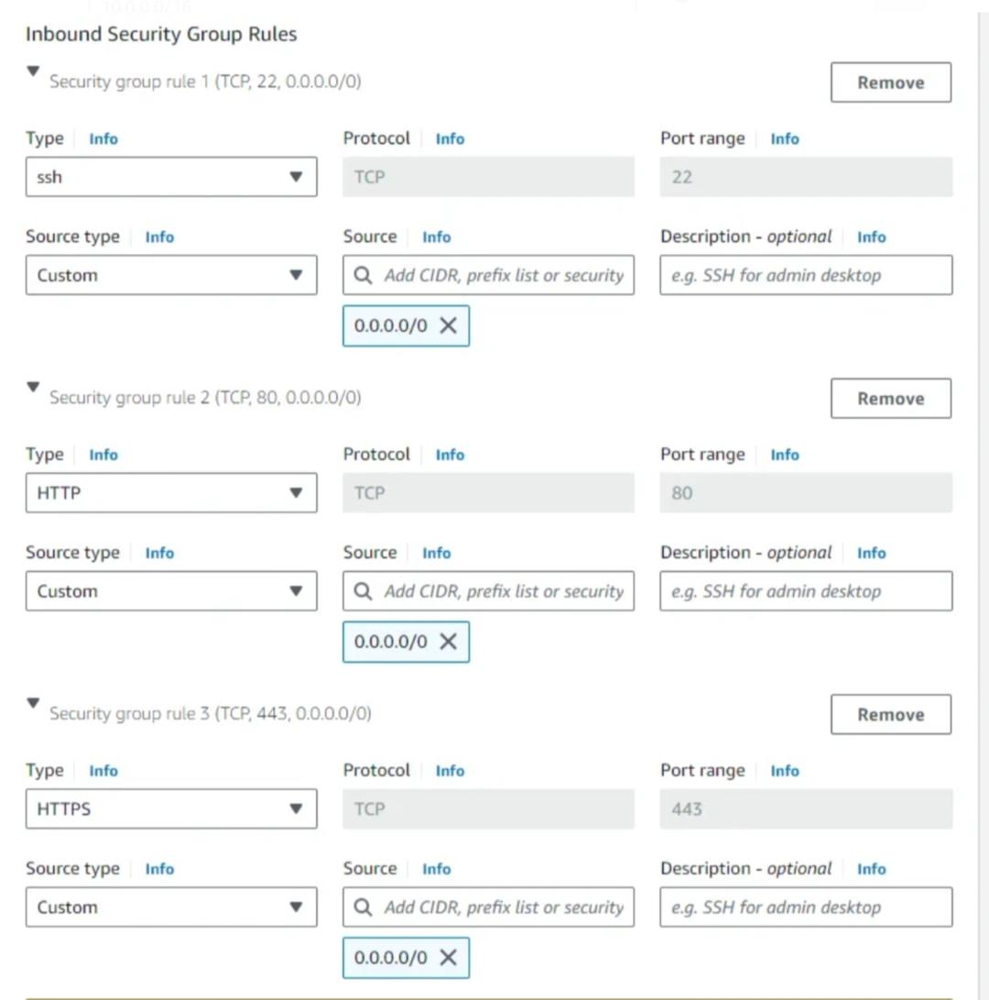 10.0.0.0/16
Inbound Security Group Rules
Security group rule 1 (TCP, 22, 0.0.0.0/0) Remove
Type Info Protocol Info Port range Info
ssh TCP 22
Source type Info Source Info Description - optional Info
Custom Add CIDR, prefix list or security e.g. SSH for admin desktop
0.0.0.0/0
Security group rule 2 (TCP, 80, 0.0.0.0/0) Remove
Type Info Protocol Info Port range Info
HTTP TCP 80
Source type Info Source Info Description - optional Info
Custom Add CIDR, prefix list or security e.g. SSH for admin desktop
0.0.0.0/0
Security group rule 3 (TCP, 443, 0.0.0.0/0) Remove
Type Info Protocol Info Port range Info
HTTPS TCP 443
Source type Info Source Info Description - optional Info
Custom Add CIDR, prefix list or security e.g. SSH for admin desktop
0.0.0.0/0